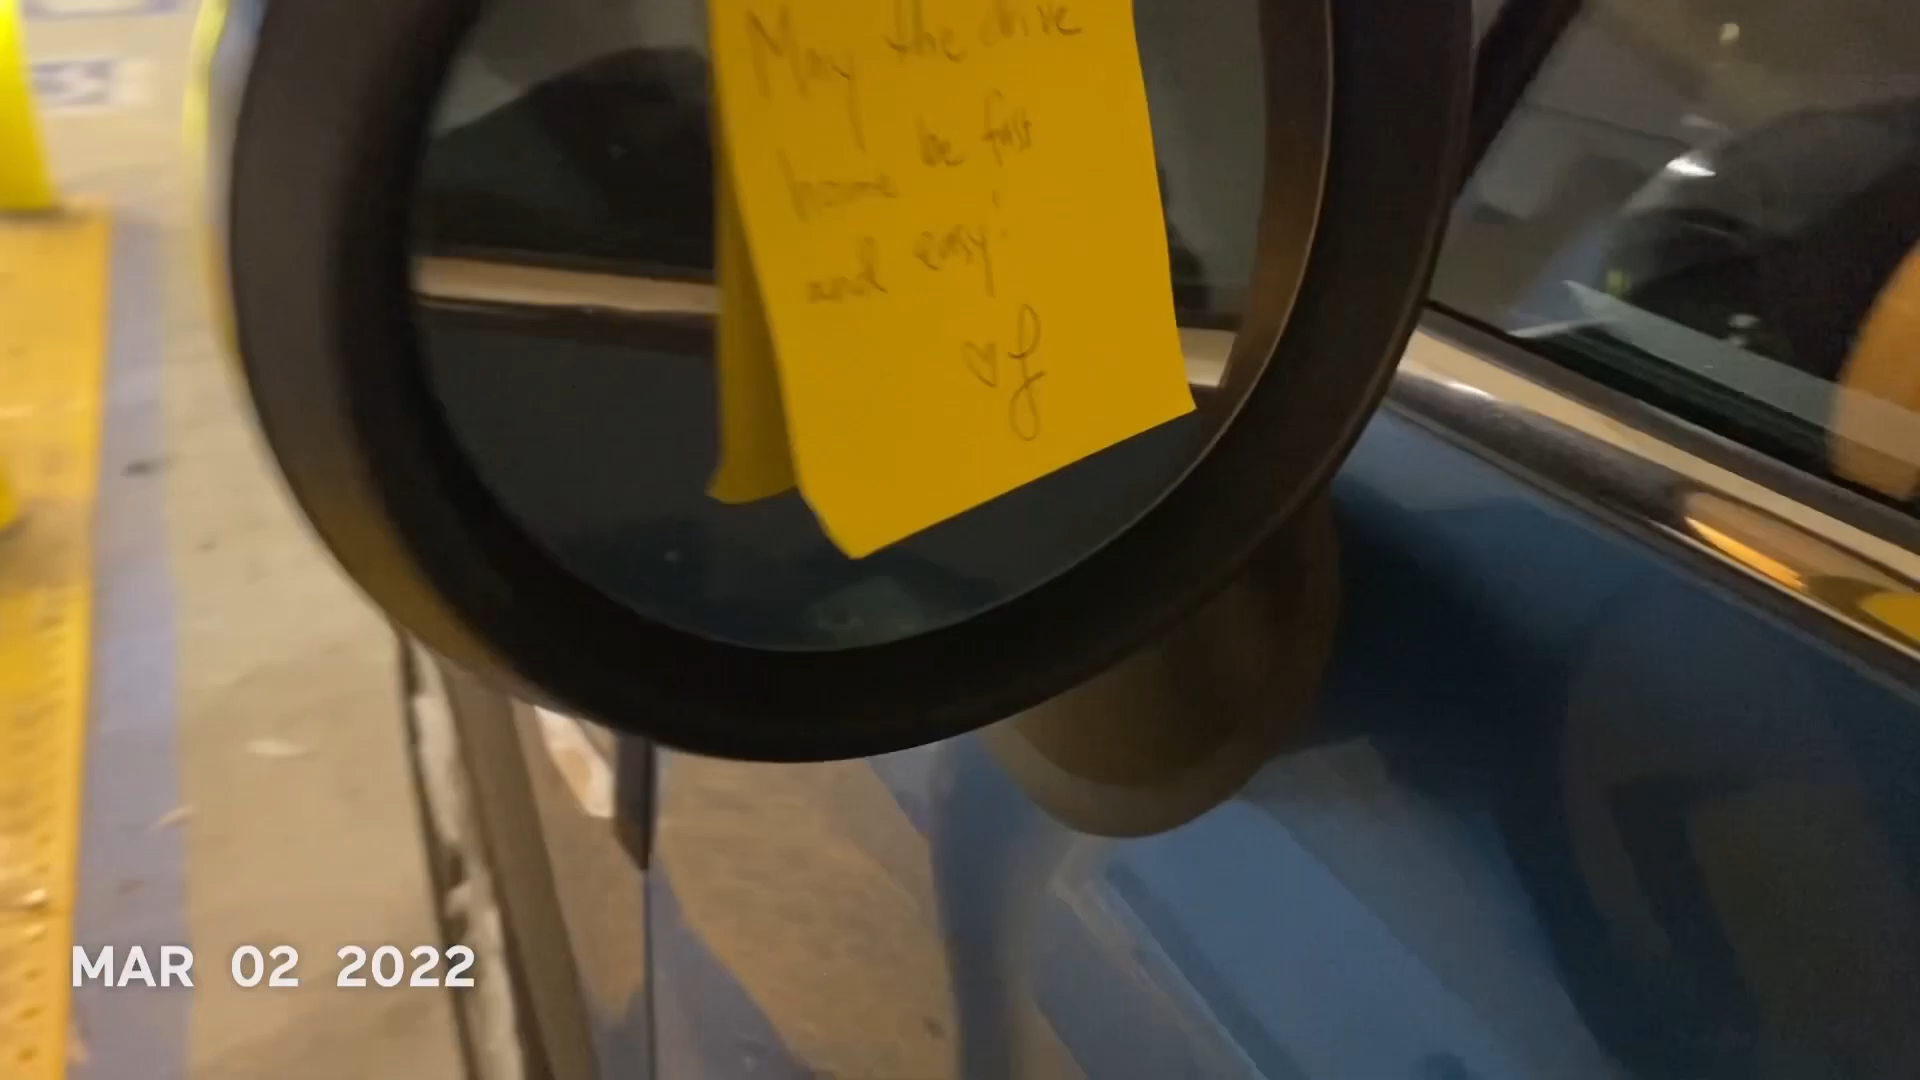 May the drive
home be fast
and easy!
♡ J
MAR 02 2022